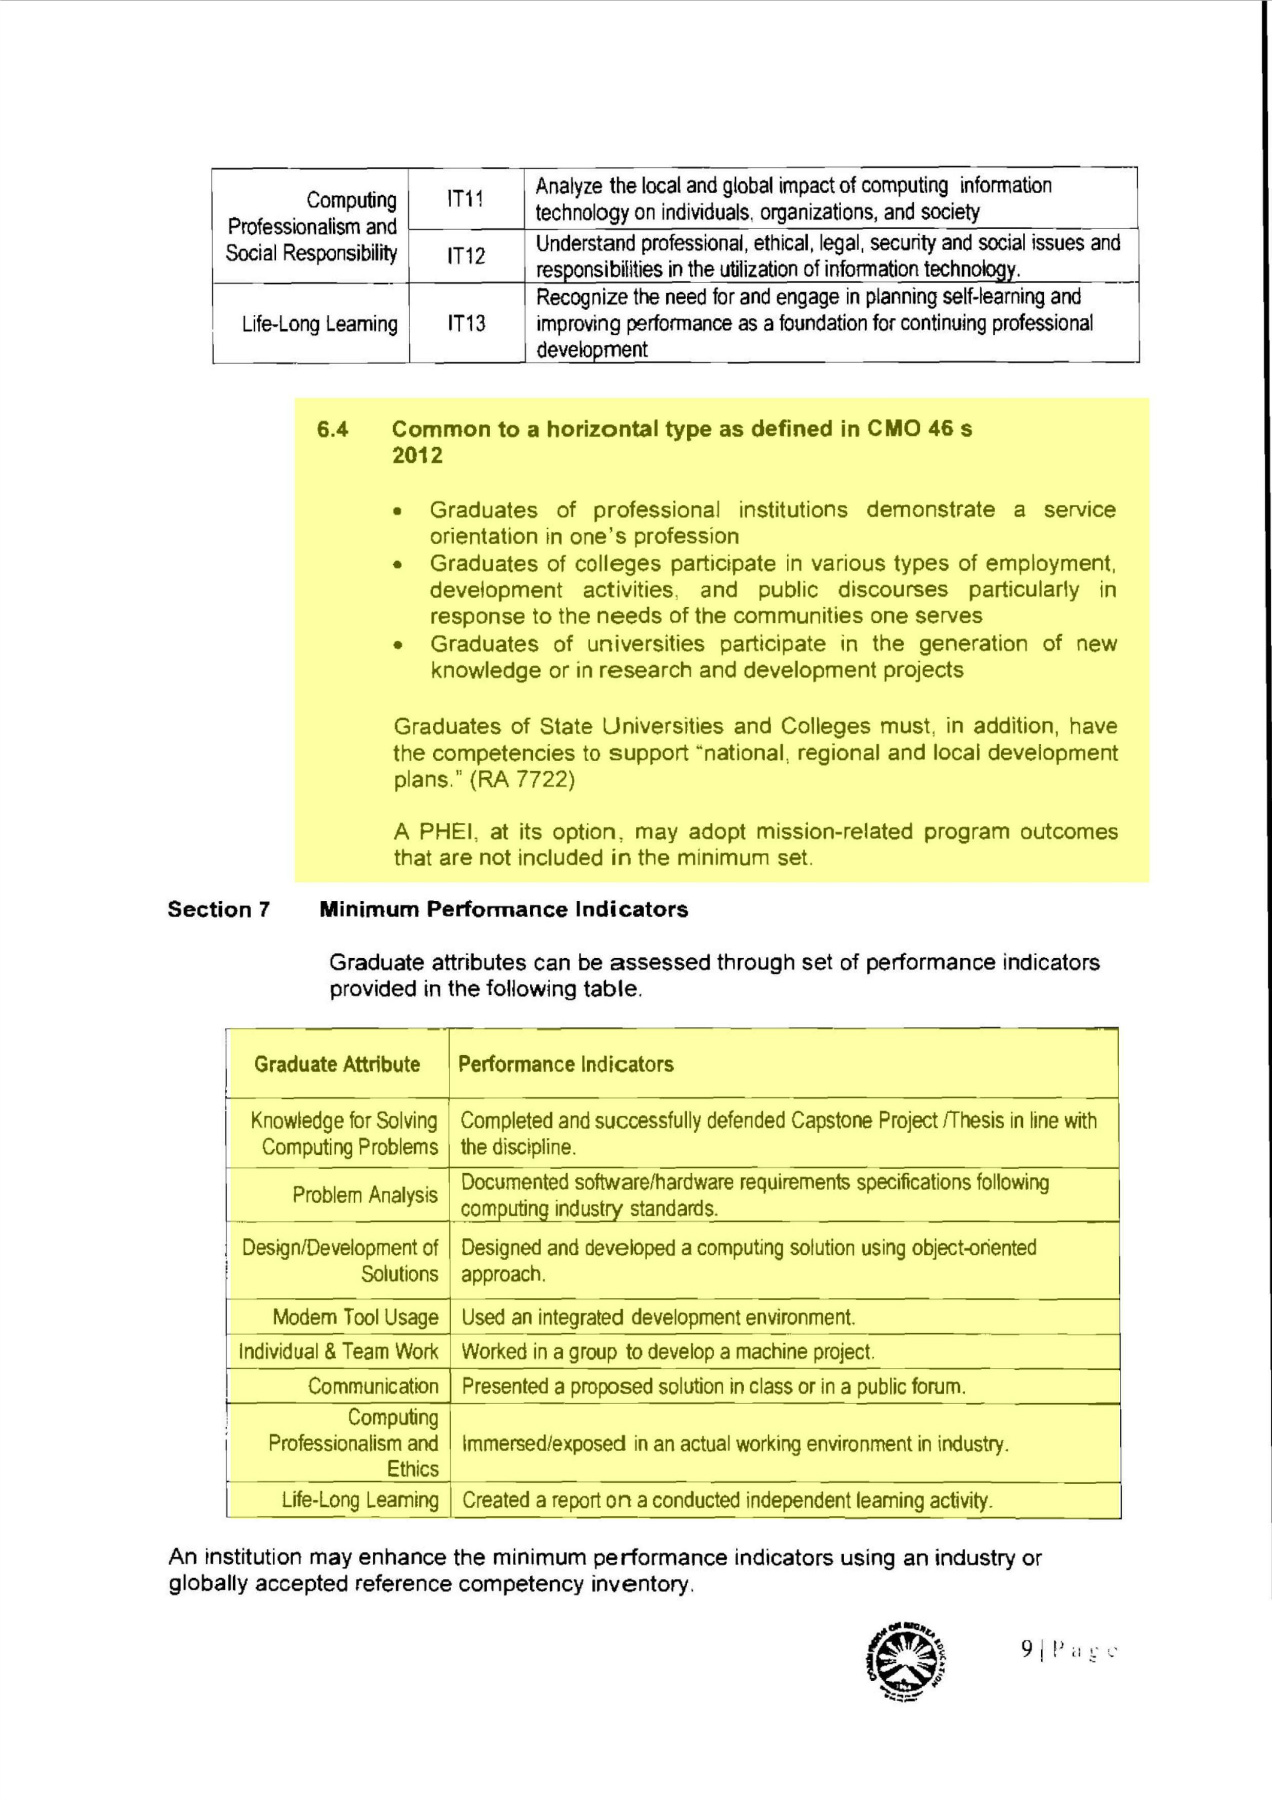 Computing
Professionalism and
Social Responsibility
IT11
Analyze the local and global impact of computing information
technology on individuals, organizations, and society
IT12
Understand professional, ethical, legal, security and social issues and
responsibilities in the utilization of information technology.
Life-Long Learning
IT13
Recognize the need for and engage in planning self-learning and
improving performance as a foundation for continuing professional
development
6.4 Common to a horizontal type as defined in CMO 46 s
2012
• Graduates of professional institutions demonstrate a service
orientation in one's profession
• Graduates of colleges participate in various types of employment,
development activities, and public discourses particularly in
response to the needs of the communities one serves
• Graduates of universities participate in the generation of new
knowledge or in research and development projects
Graduates of State Universities and Colleges must, in addition, have
the competencies to support "national, regional and local development
plans." (RA 7722)
A PHEI, at its option, may adopt mission-related program outcomes
that are not included in the minimum set.
Section 7 Minimum Performance Indicators
Graduate attributes can be assessed through set of performance indicators
provided in the following table.
Graduate Attribute
Performance Indicators
Knowledge for Solving
Computing Problems
Completed and successfully defended Capstone Project /Thesis in line with
the discipline.
Problem Analysis
Documented software/hardware requirements specifications following
computing industry standards.
Design/Development of
Solutions
Designed and developed a computing solution using object-oriented
approach.
Modern Tool Usage
Used an integrated development environment.
Individual & Team Work
Worked in a group to develop a machine project.
Communication
Presented a proposed solution in class or in a public forum.
Computing
Professionalism and
Ethics
Immersed/exposed in an actual working environment in industry.
Life-Long Learning
Created a report on a conducted independent learning activity.
An institution may enhance the minimum performance indicators using an industry or
globally accepted reference competency inventory.
9 | Page